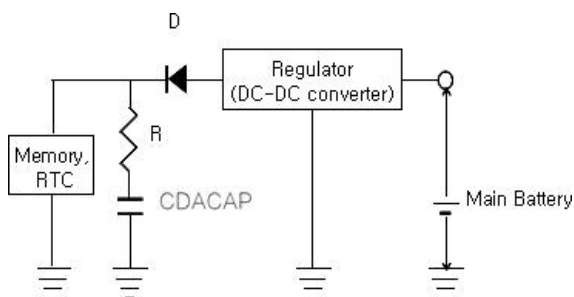 D
Regulator
(DC-DC converter)
R
Memory,
RTC
CDACAP
Main Battery